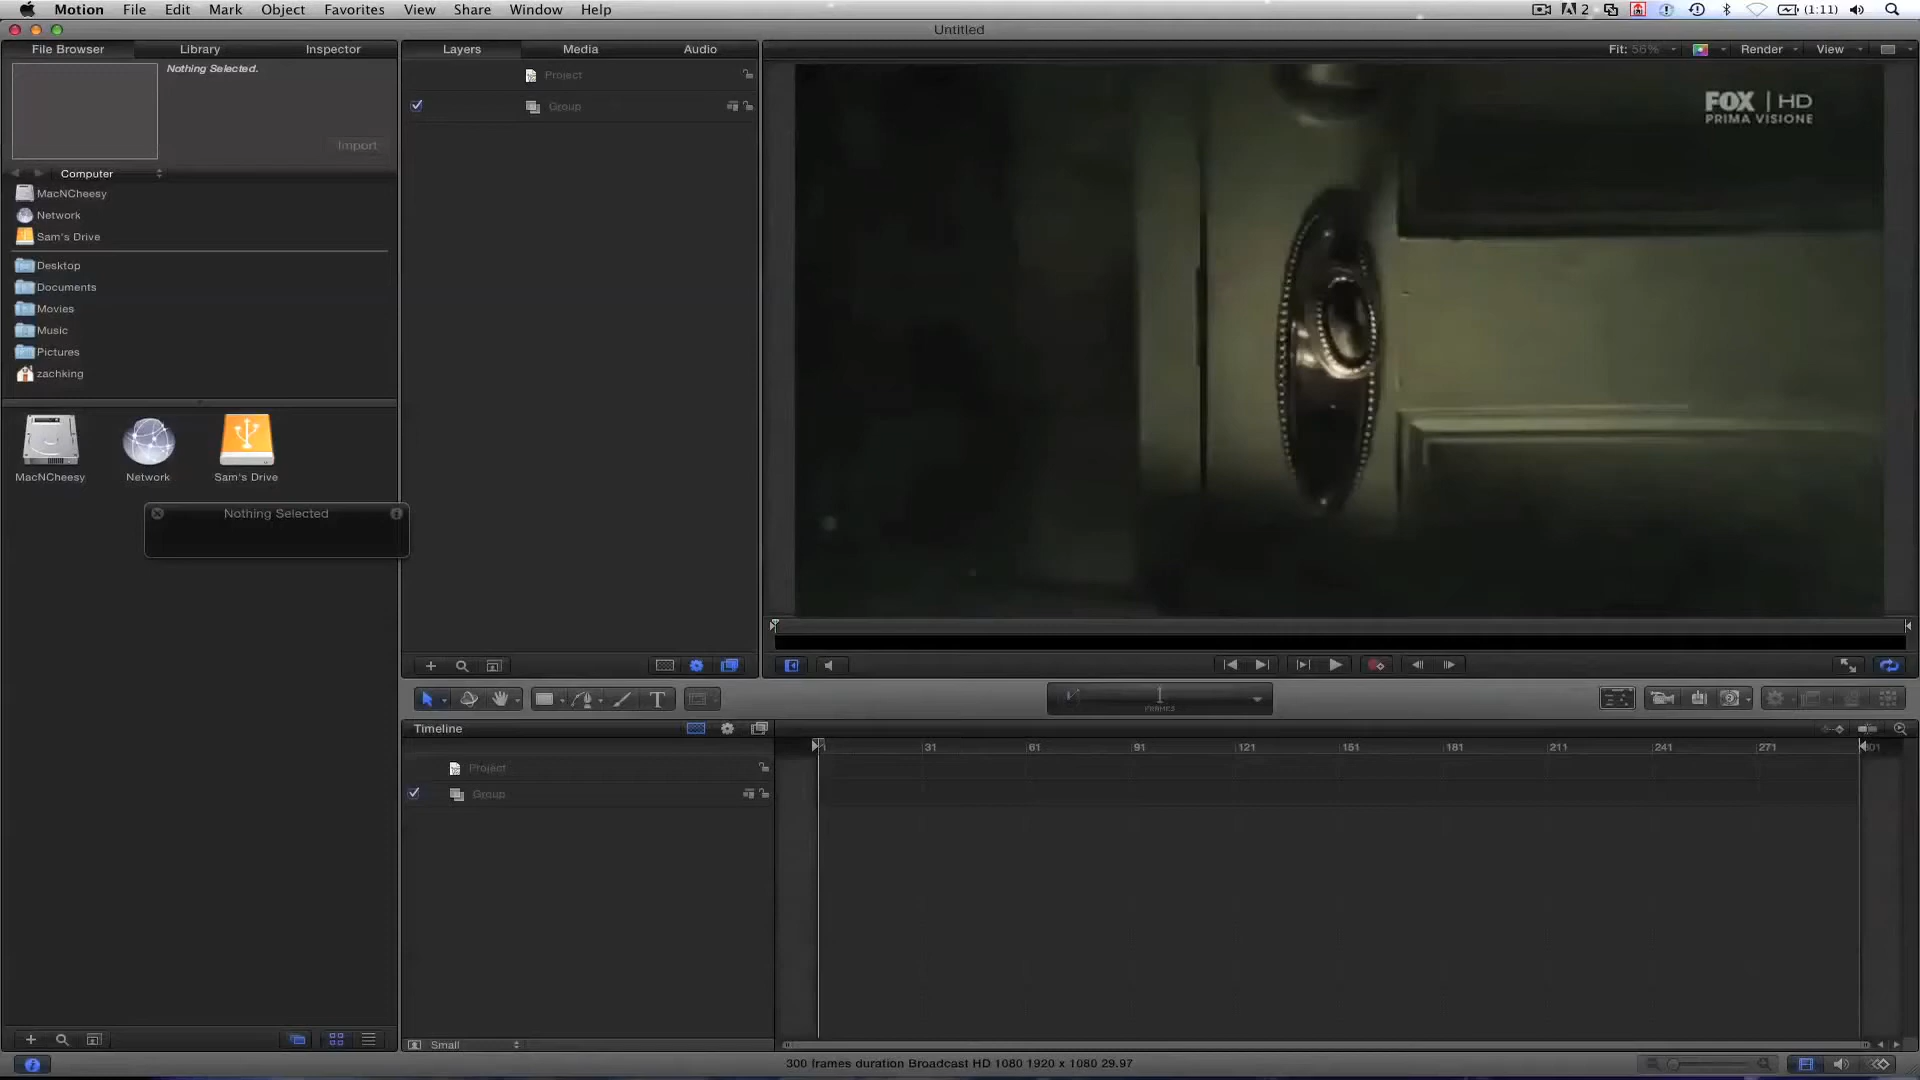 Motion File Edit Mark Object Favorites View Share Window Help
2 (1:11)
Untitled
File Browser Library Inspector
Layers Media Audio
Fit: 56% Render View
Nothing Selected.
Import
Project
Group
FOX | HD
PRIMA VISIONE
Computer
MacNCheesy
Network
Sam's Drive
Desktop
Documents
Movies
Music
Pictures
zachking
MacNCheesy Network Sam's Drive
Nothing Selected
T
1
FRAMES
Timeline
31 61 91 121 151 181 211 241 271
Project
Group
Small
300 frames duration Broadcast HD 1080 1920 x 1080 29.97